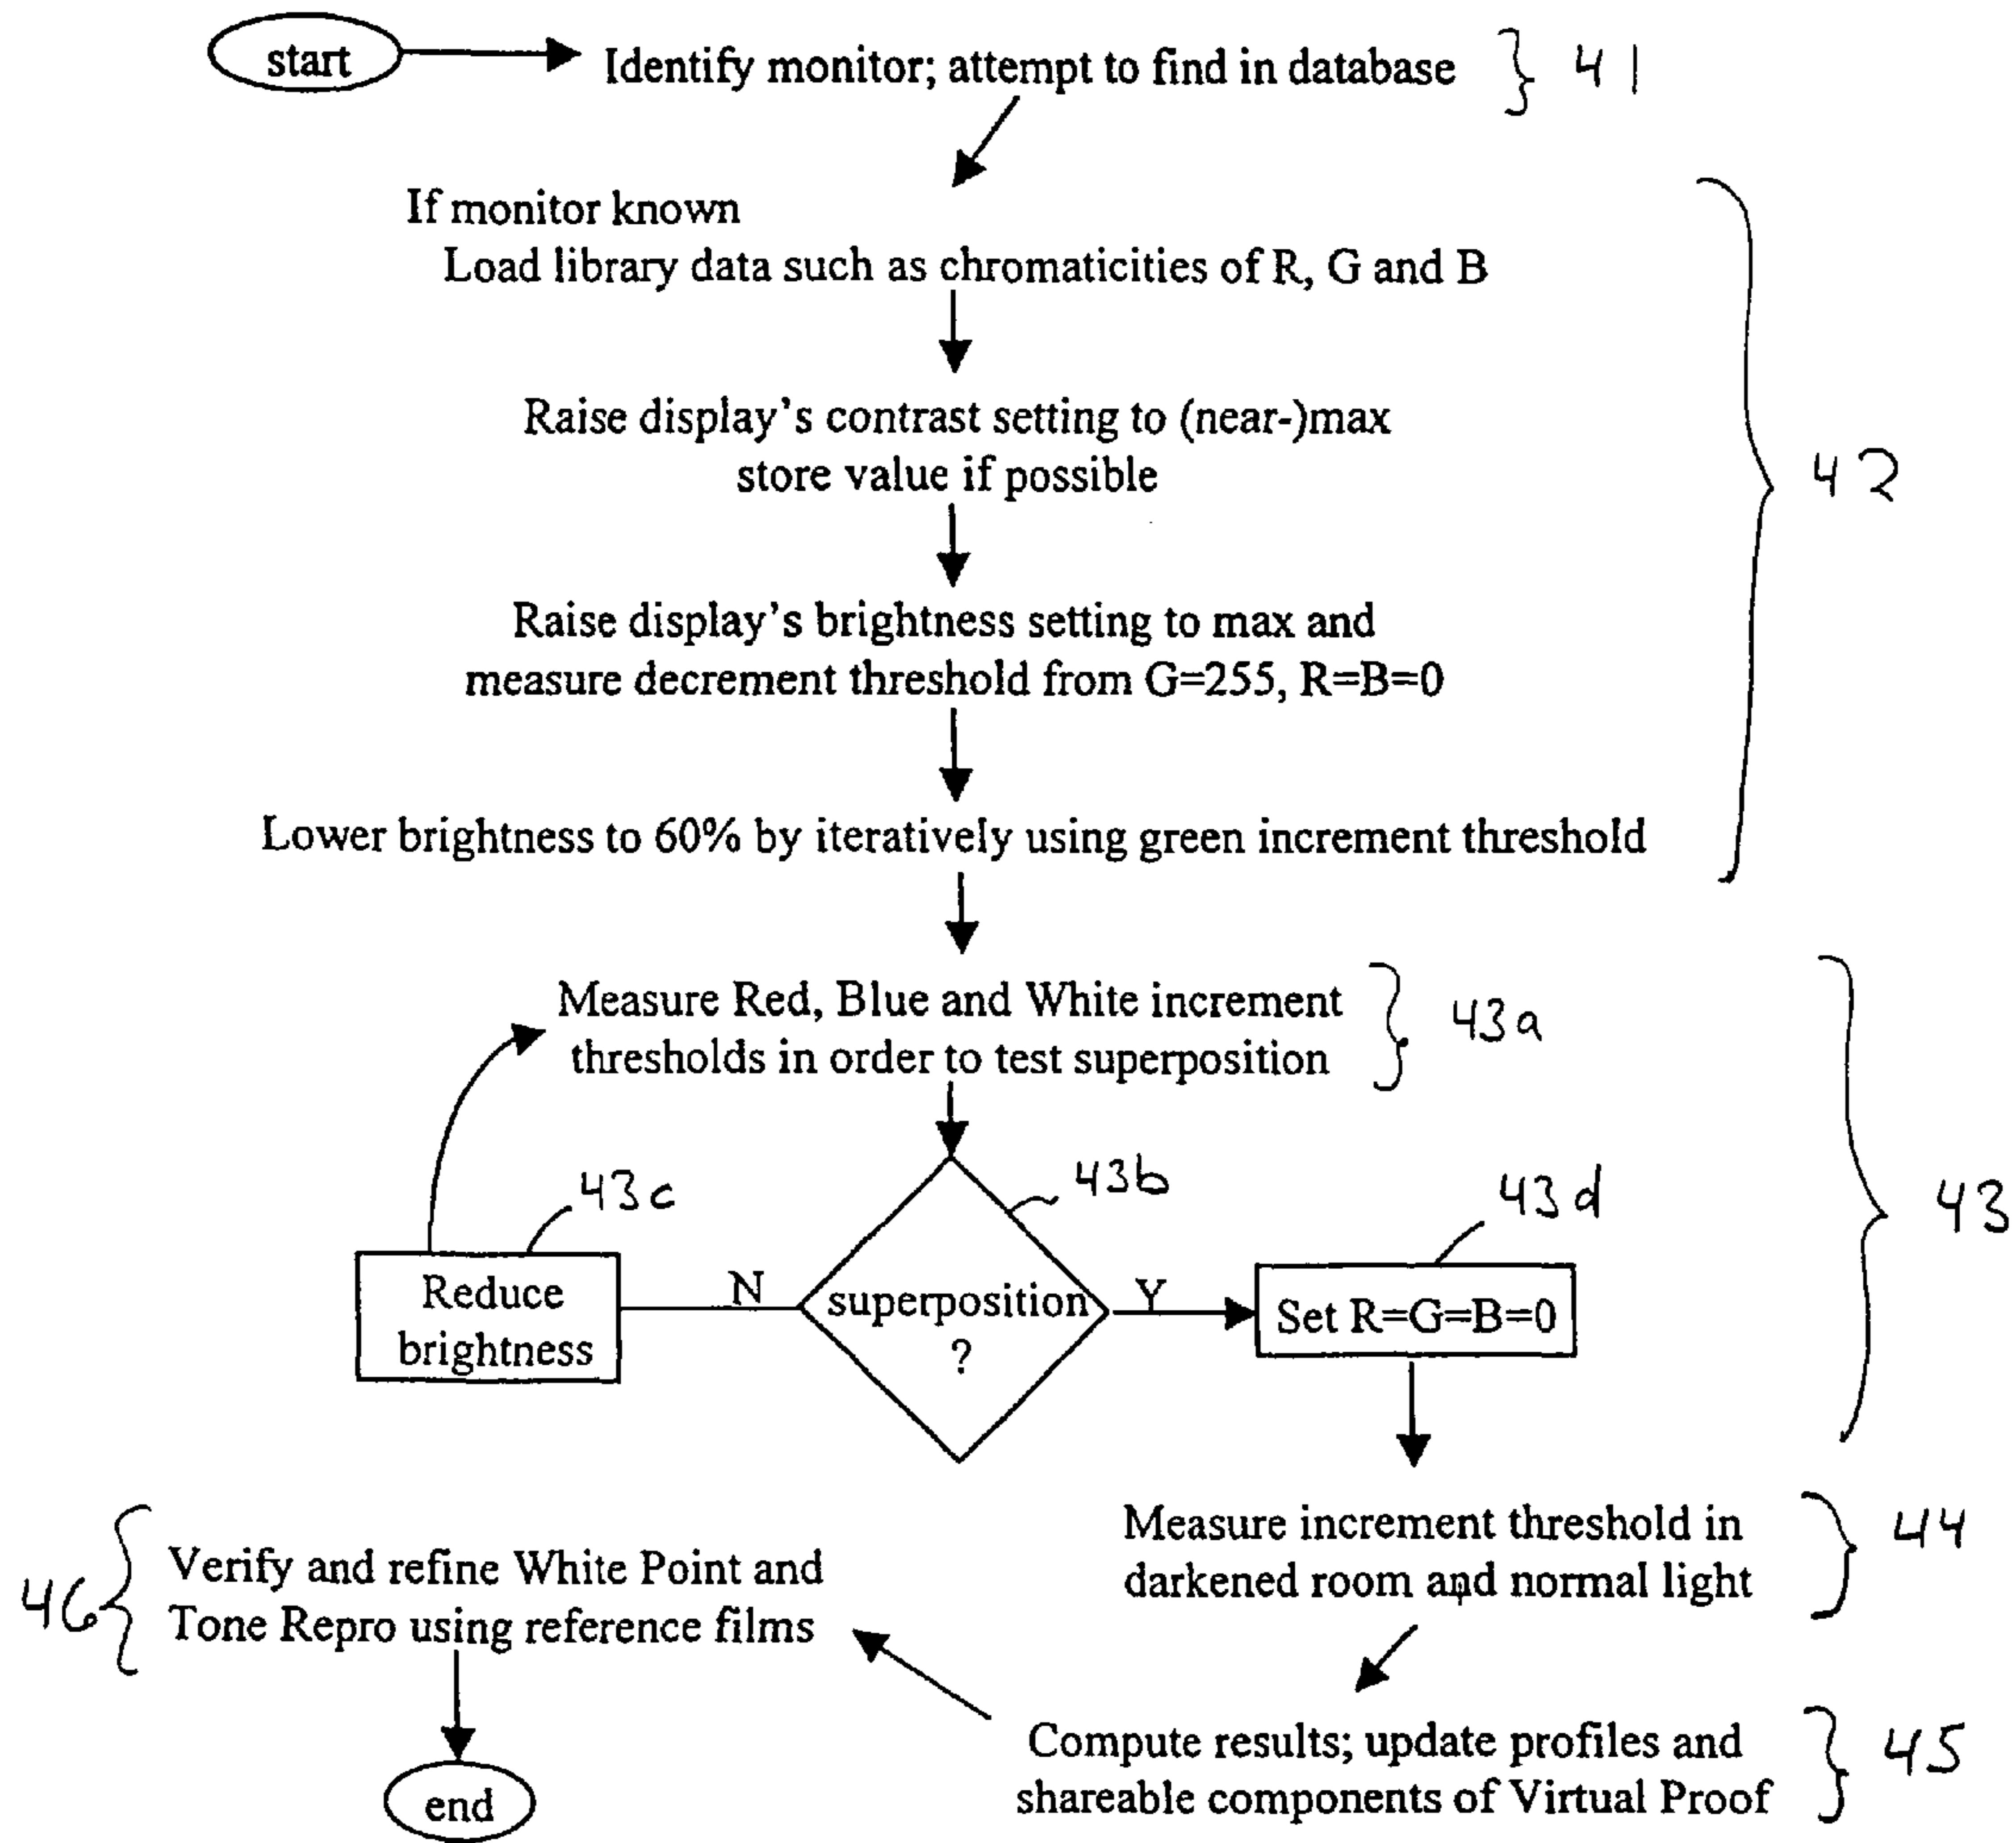 start
Identify monitor; attempt to find in database
41
If monitor known
Load library data such as chromaticities of R, G and B
Raise display's contrast setting to (near-)max
store value if possible
42
Raise display's brightness setting to max and
measure decrement threshold from G=255, R=B=0
Lower brightness to 60% by iteratively using green increment threshold
Measure Red, Blue and White increment
thresholds in order to test superposition
43a
43c
43b
43d
43
Reduce
brightness
N
superposition
?
Y
Set R=G=B=0
Measure increment threshold in
darkened room and normal light
44
46
Verify and refine White Point and
Tone Repro using reference films
Compute results; update profiles and
shareable components of Virtual Proof
45
end